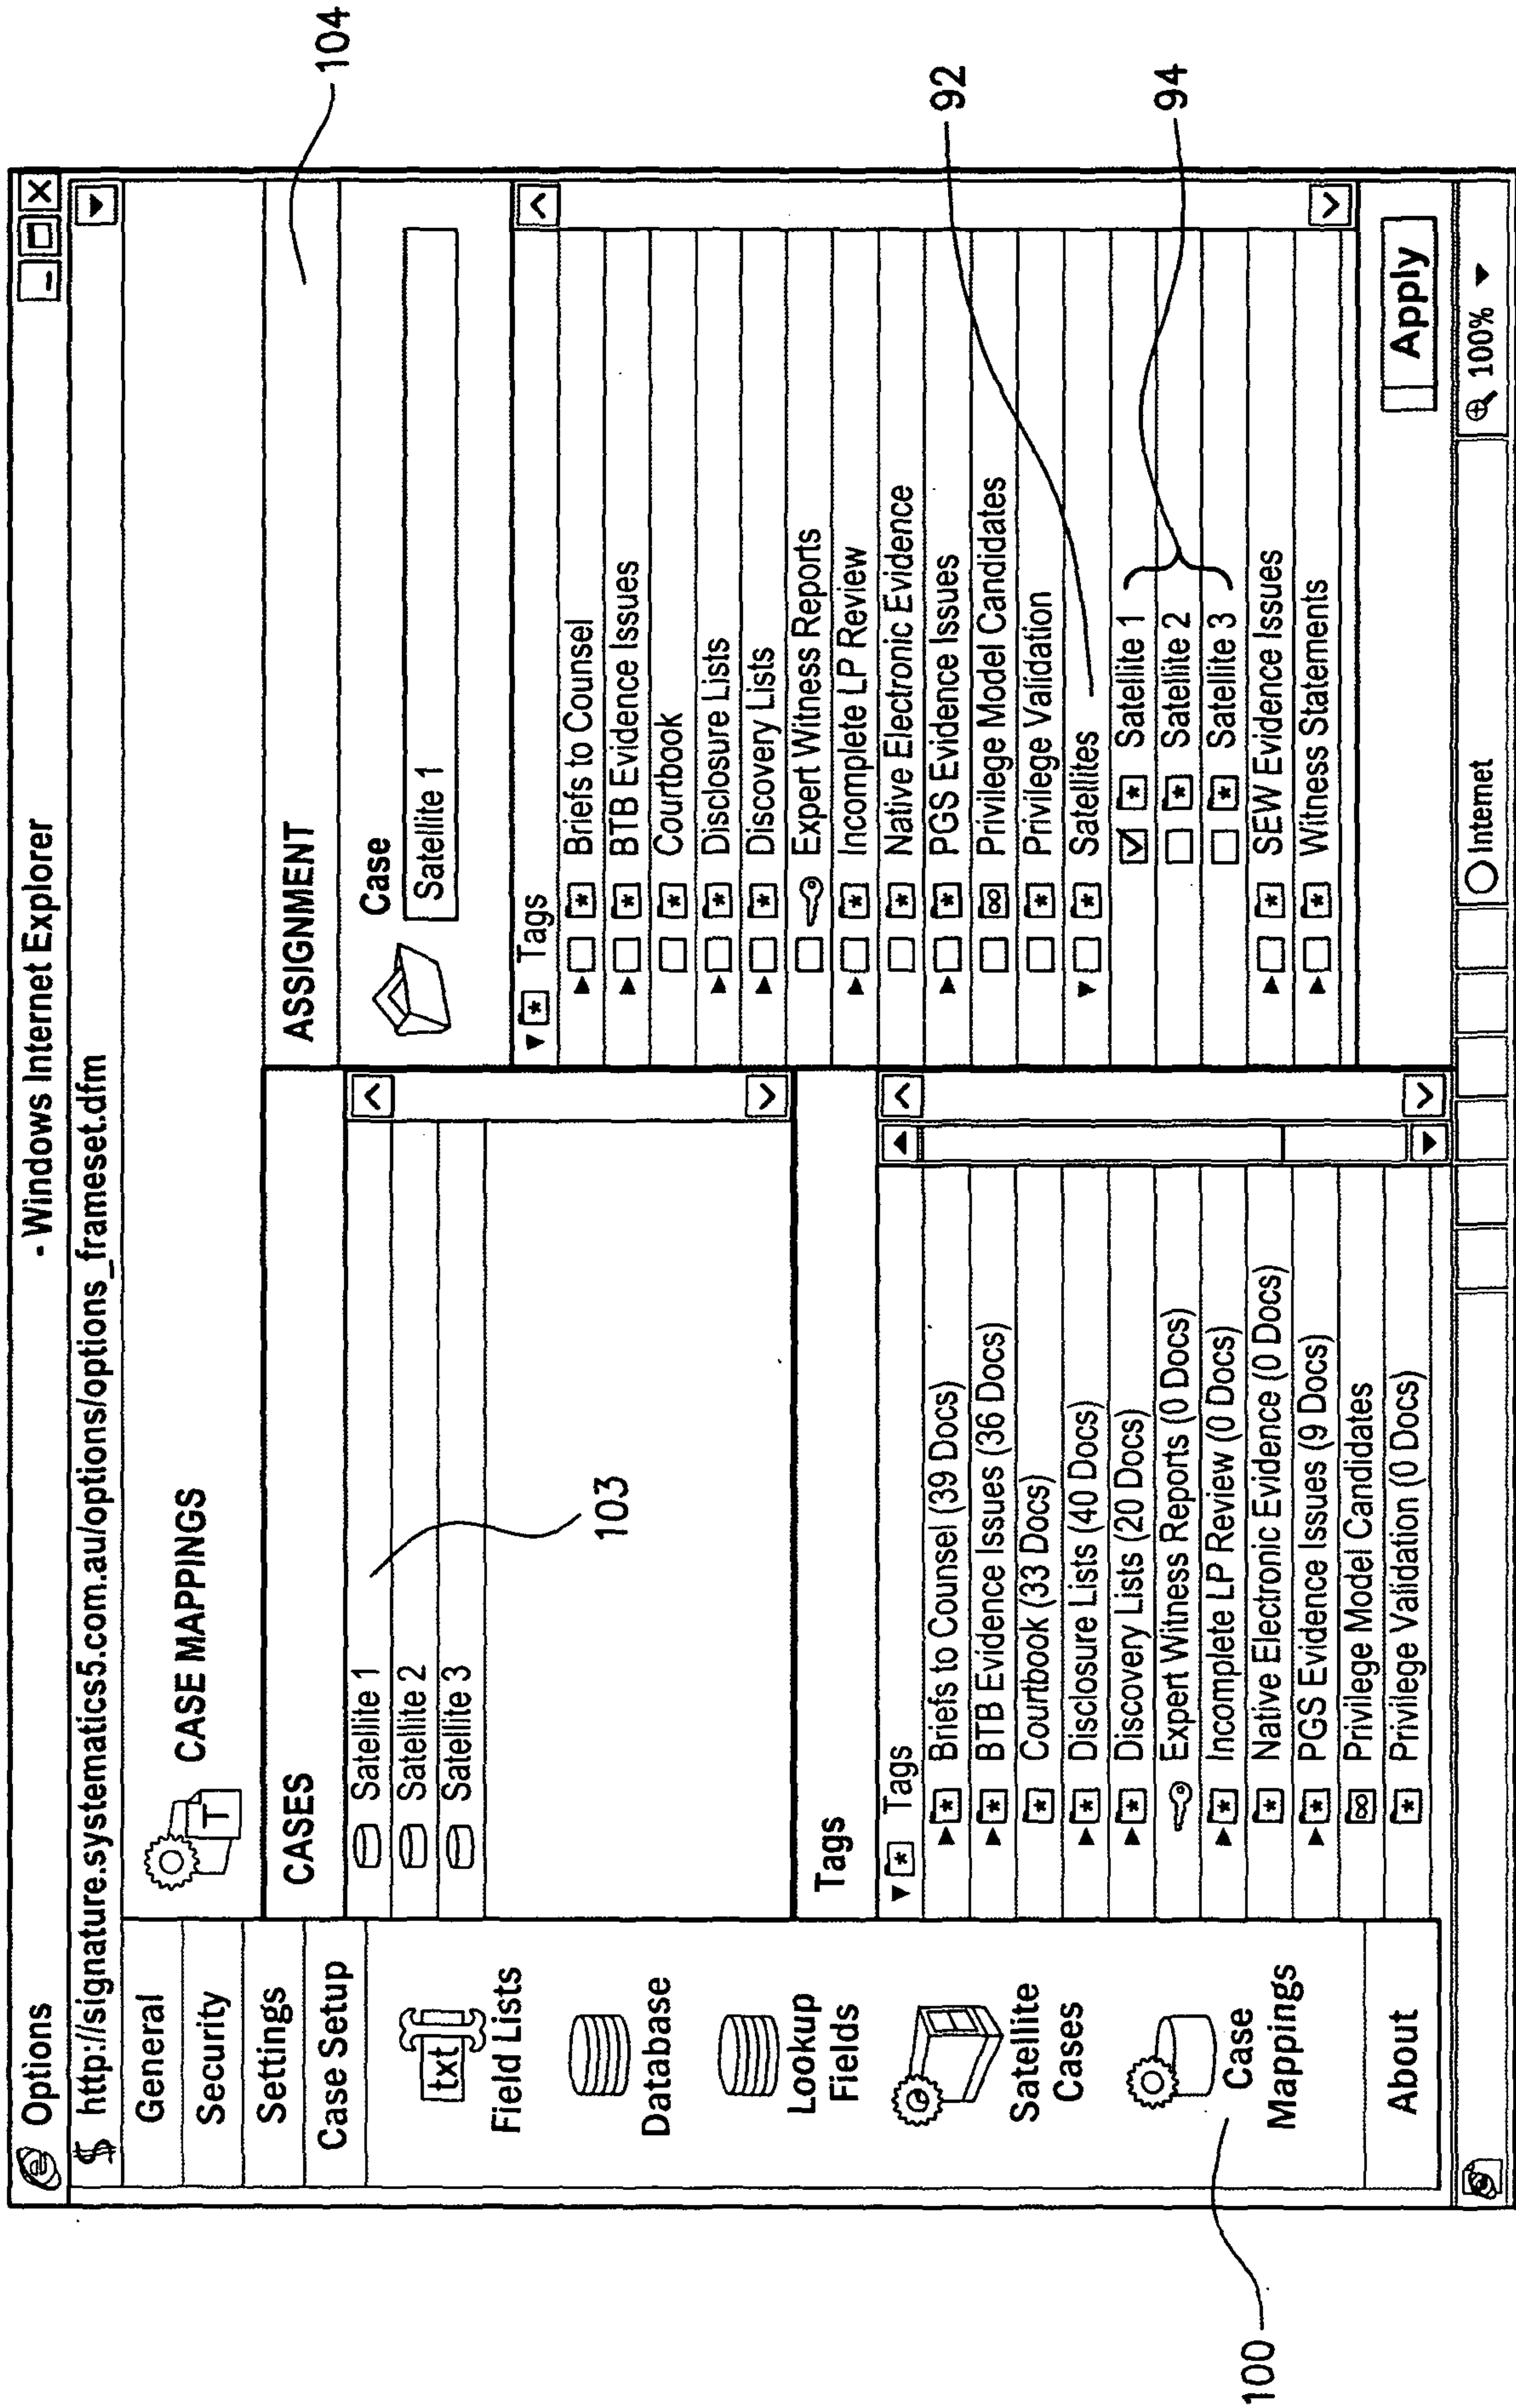 Options - Windows Internet Explorer
$ http://signature.systematics5.com.au/options/options_frameset.dfm
General
Security
Settings
Case Setup
txt
Field Lists
Database
Lookup
Fields
Satellite
Cases
Case
Mappings
About
100
T
CASE MAPPINGS
CASES
Satellite 1
Satellite 2
Satellite 3
103
Tags
Tags
Briefs to Counsel (39 Docs)
BTB Evidence Issues (36 Docs)
Courtbook (33 Docs)
Disclosure Lists (40 Docs)
Discovery Lists (20 Docs)
Expert Witness Reports (0 Docs)
Incomplete LP Review (0 Docs)
Native Electronic Evidence (0 Docs)
PGS Evidence Issues (9 Docs)
Privilege Model Candidates
Privilege Validation (0 Docs)
ASSIGNMENT
104
Case
Satellite 1
Tags
Briefs to Counsel
BTB Evidence Issues
Courtbook
Disclosure Lists
Discovery Lists
Expert Witness Reports
Incomplete LP Review
Native Electronic Evidence
PGS Evidence Issues
Privilege Model Candidates
Privilege Validation
Satellites
92
Satellite 1
Satellite 2
Satellite 3
94
SEW Evidence Issues
Witness Statements
Apply
Internet
100%